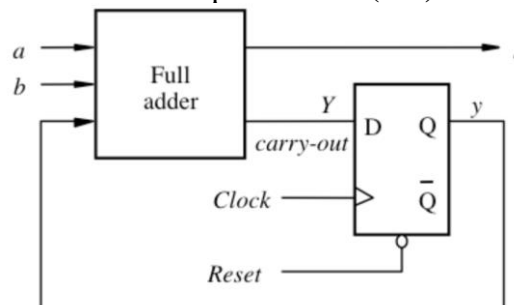 a
b
Full
adder
Y
carry-out
D
Q
y
Clock
Q̅
Reset